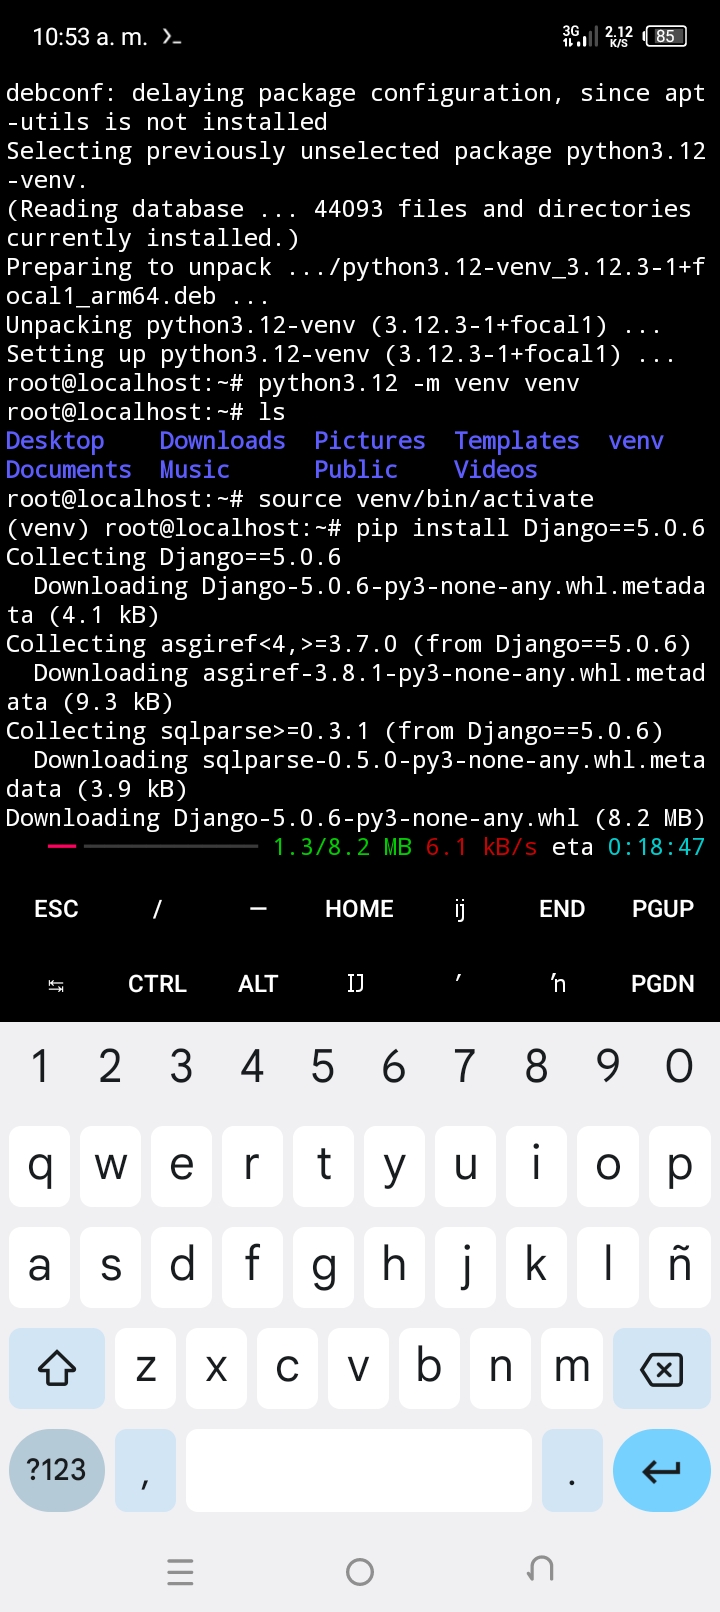 10:53 a. m. >_ 3G 2.12 K/S 85
debconf: delaying package configuration, since apt
-utils is not installed
Selecting previously unselected package python3.12
-venv.
(Reading database ... 44093 files and directories
currently installed.)
Preparing to unpack .../python3.12-venv_3.12.3-1+f
ocal1_arm64.deb ...
Unpacking python3.12-venv (3.12.3-1+focal1) ...
Setting up python3.12-venv (3.12.3-1+focal1) ...
root@localhost:~# python3.12 -m venv venv
root@localhost:~# ls
Desktop Downloads Pictures Templates venv
Documents Music Public Videos
root@localhost:~# source venv/bin/activate
(venv) root@localhost:~# pip install Django==5.0.6
Collecting Django==5.0.6
Downloading Django-5.0.6-py3-none-any.whl.metada
ta (4.1 kB)
Collecting asgiref<4,>=3.7.0 (from Django==5.0.6)
Downloading asgiref-3.8.1-py3-none-any.whl.metad
ata (9.3 kB)
Collecting sqlparse>=0.3.1 (from Django==5.0.6)
Downloading sqlparse-0.5.0-py3-none-any.whl.meta
data (3.9 kB)
Downloading Django-5.0.6-py3-none-any.whl (8.2 MB)
1.3/8.2 MB 6.1 kB/s eta 0:18:47
ESC / — HOME ĳ END PGUP
↹ CTRL ALT Ĳ ′ ŉ PGDN
1 2 3 4 5 6 7 8 9 0
q w e r t y u i o p
a s d f g h j k l ñ
z x c v b n m
?123 , .